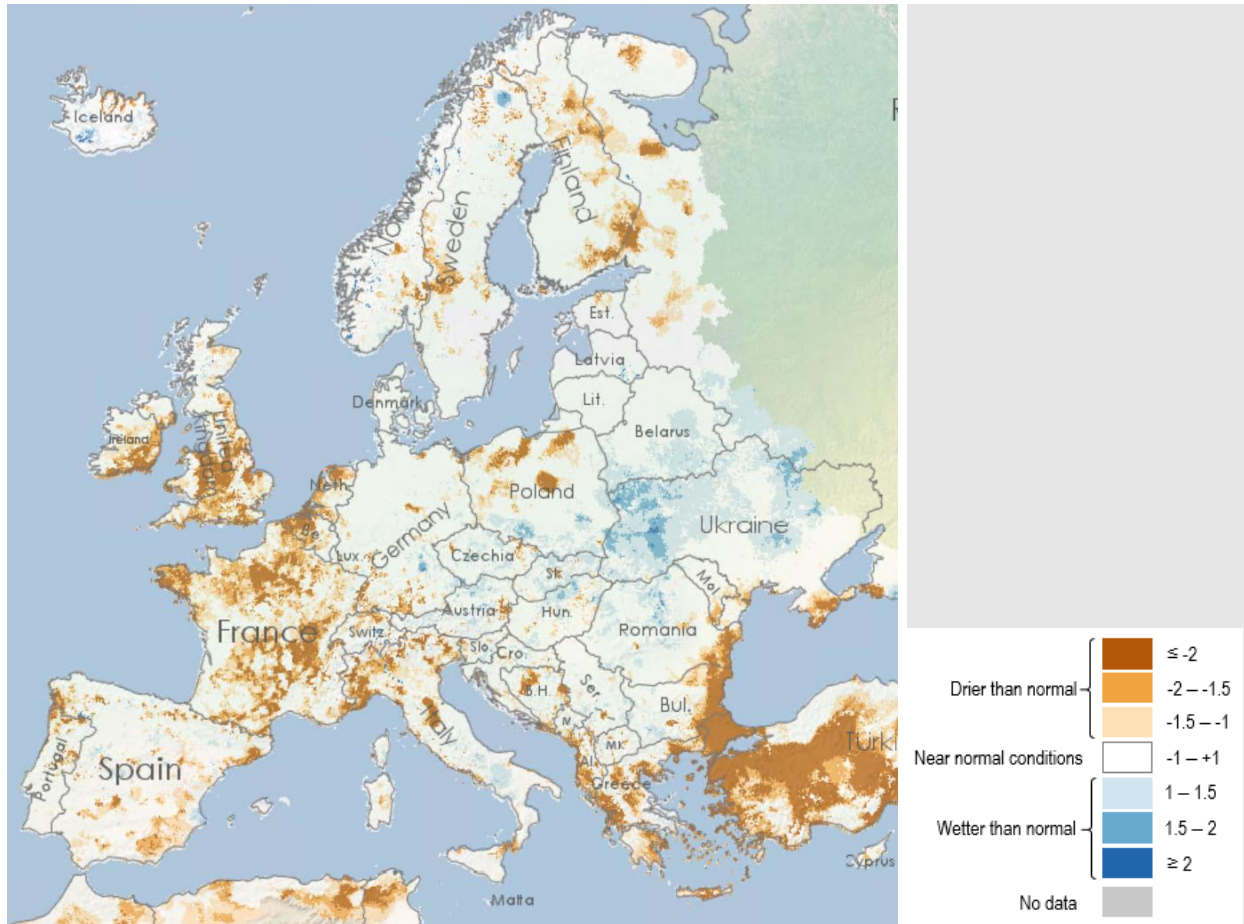 Iceland
R
Finland
Norway
Sweden
Est.
Latvia
Lit.
Denmark
Belarus
Ireland
United
Kingdom
Neth.
Poland
Be.
Ukraine
Lux.
Germany
Czechia
Sl.
Mol.
Austria
Hun.
France
Switz.
Slo.
Cro.
Romania
B.H.
Ser.
Bul.
Italy
MK
Al.
Türki
Portugal
Spain
Greece
Malta
Cyprus
Drier than normal
≤ -2
-2 – -1.5
-1.5 – -1
Near normal conditions
-1 – +1
Wetter than normal
1 – 1.5
1.5 – 2
≥ 2
No data